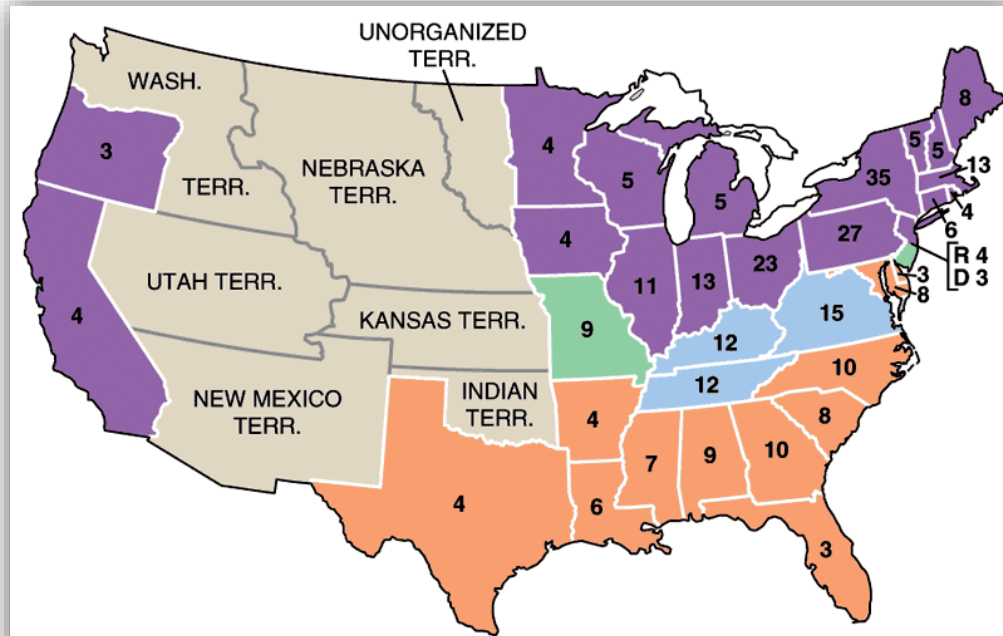 UNORGANIZED
TERR.
WASH.
TERR.
NEBRASKA
TERR.
UTAH TERR.
KANSAS TERR.
NEW MEXICO
TERR.
INDIAN
TERR.
3
4
4
5
5
4
11
13
23
27
35
5
5
8
13
4
6
R 4
D 3
3
8
9
12
15
12
10
4
8
7
9
10
4
6
3